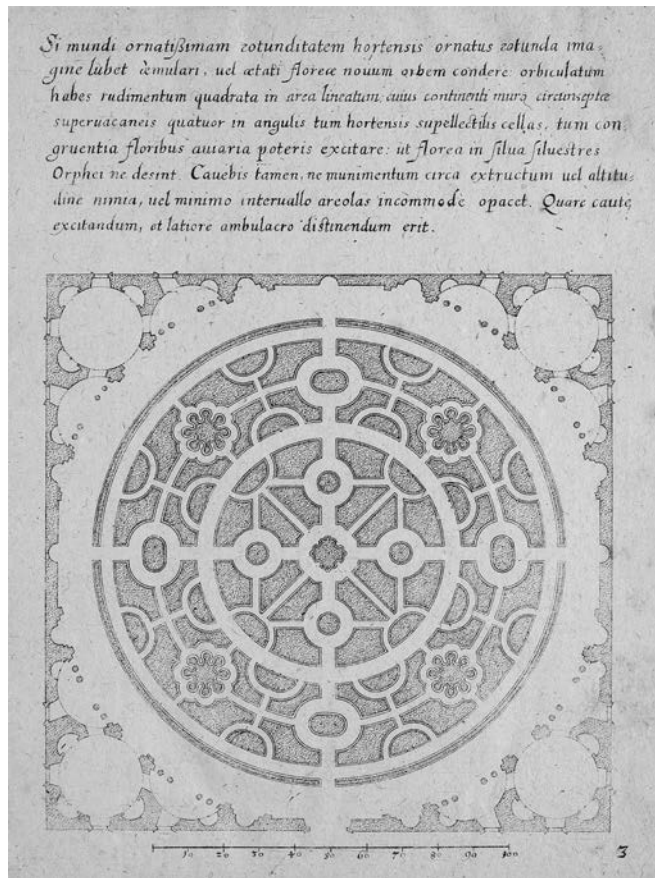 Si mundi ornatißimam rotunditatem hortensis ornatus rotunda ima-
gine lubet æmulari, uel ætati floreæ nouum orbem condere orbiculatum
habes rudimentum quadrata in area lineatum, cuius continenti muro circunseptæ
superuacaneis quatuor in angulis tum hortensis supellectilis cellas, tum con-
gruentia floribus auiaria poteris excitare: ut florea in silua siluestres
Orphei ne desint. Cauebis tamen, ne munimentum circa extructum uel altitu-
dine nimia, uel minimo interuallo areolas incommode opacet. Quare caute
excitandum, et latiore ambulacro distinendum erit.
10 20 30 40 50 60 70 80 90 100
3